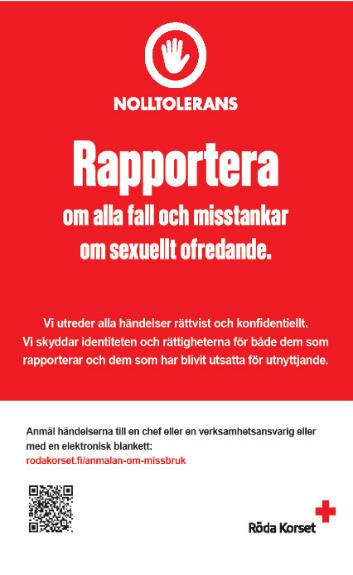 NOLLTOLERANS
Rapportera
om alla fall och misstankar
om sexuellt ofredande.
Vi utreder alla händelser rättvist och konfidentiellt.
Vi skyddar identiteten och rättigheterna för både dem som
rapporterar och dem som har blivit utsatta för utnyttjande.
Anmäl händelserna till en chef eller en verksamhetsansvarig eller
med en elektronisk blankett:
rodakorset.fi/anmalan-om-missbruk
Röda Korset